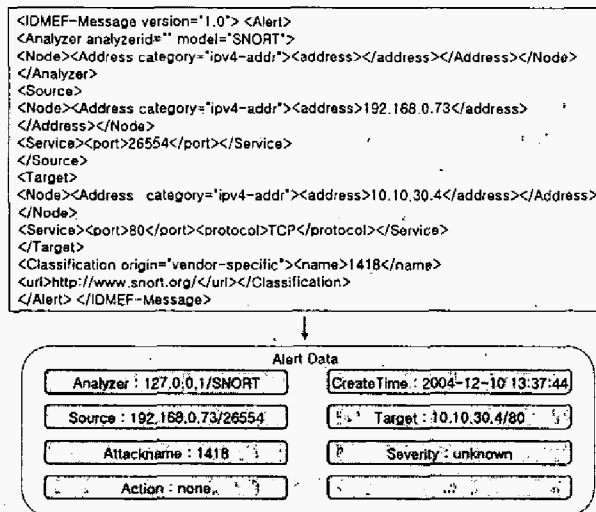 <IDMEF-Message version="1.0"> <Alert>
<Analyzer analyzerid="" model="SNORT">
<Node><Address category="ipv4-addr"><address></address></Address></Node>
</Analyzer>
<Source>
<Node><Address category="ipv4-addr"><address>192.168.0.73</address>
</Address></Node>
<Service><port>26554</port></Service>
</Source>
<Target>
<Node><Address category="ipv4-addr"><address>10.10.30.4</address></Address>
</Node>
<Service><port>80</port><protocol>TCP</protocol></Service>
</Target>
<Classification origin="vendor-specific"><name>1418</name>
<url>http://www.snort.org/</url></Classification>
</Alert> </IDMEF-Message>
Alert Data
Analyzer : 127.0.0.1/SNORT
CreateTime : 2004-12-10 13:37:44
Source : 192.168.0.73/26554
Target : 10.10.30.4/80
Attackname : 1418
Severity : unknown
Action : none